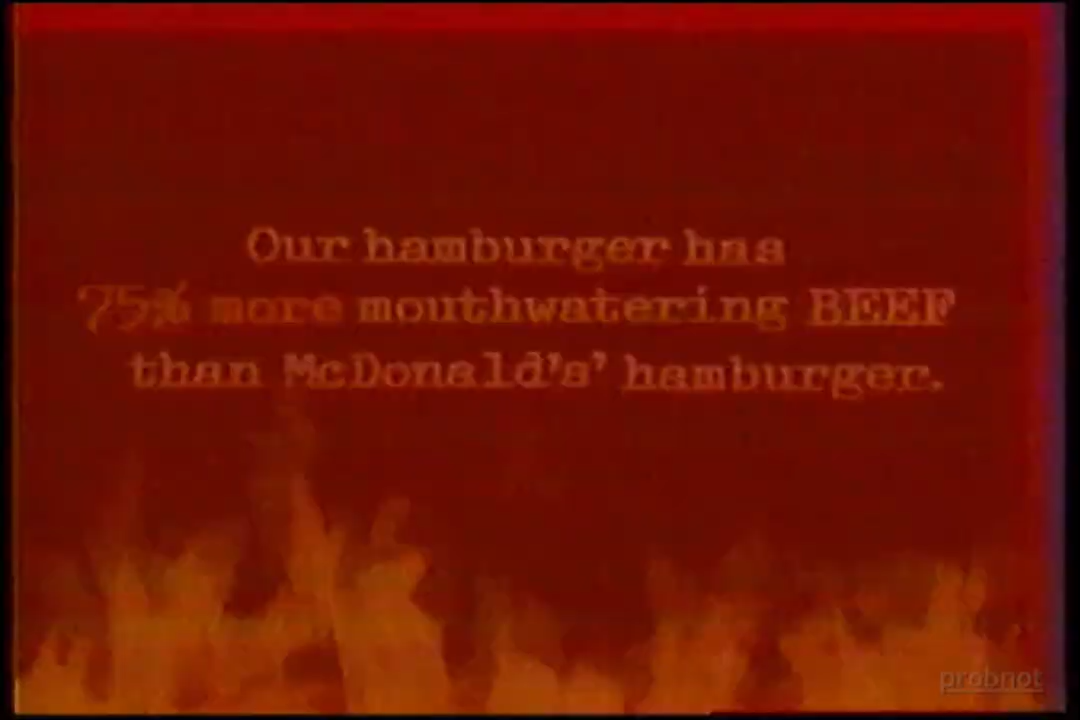 Our hamburger has
75% more mouthwatering BEEF
than McDonald's' hamburger.
probnot